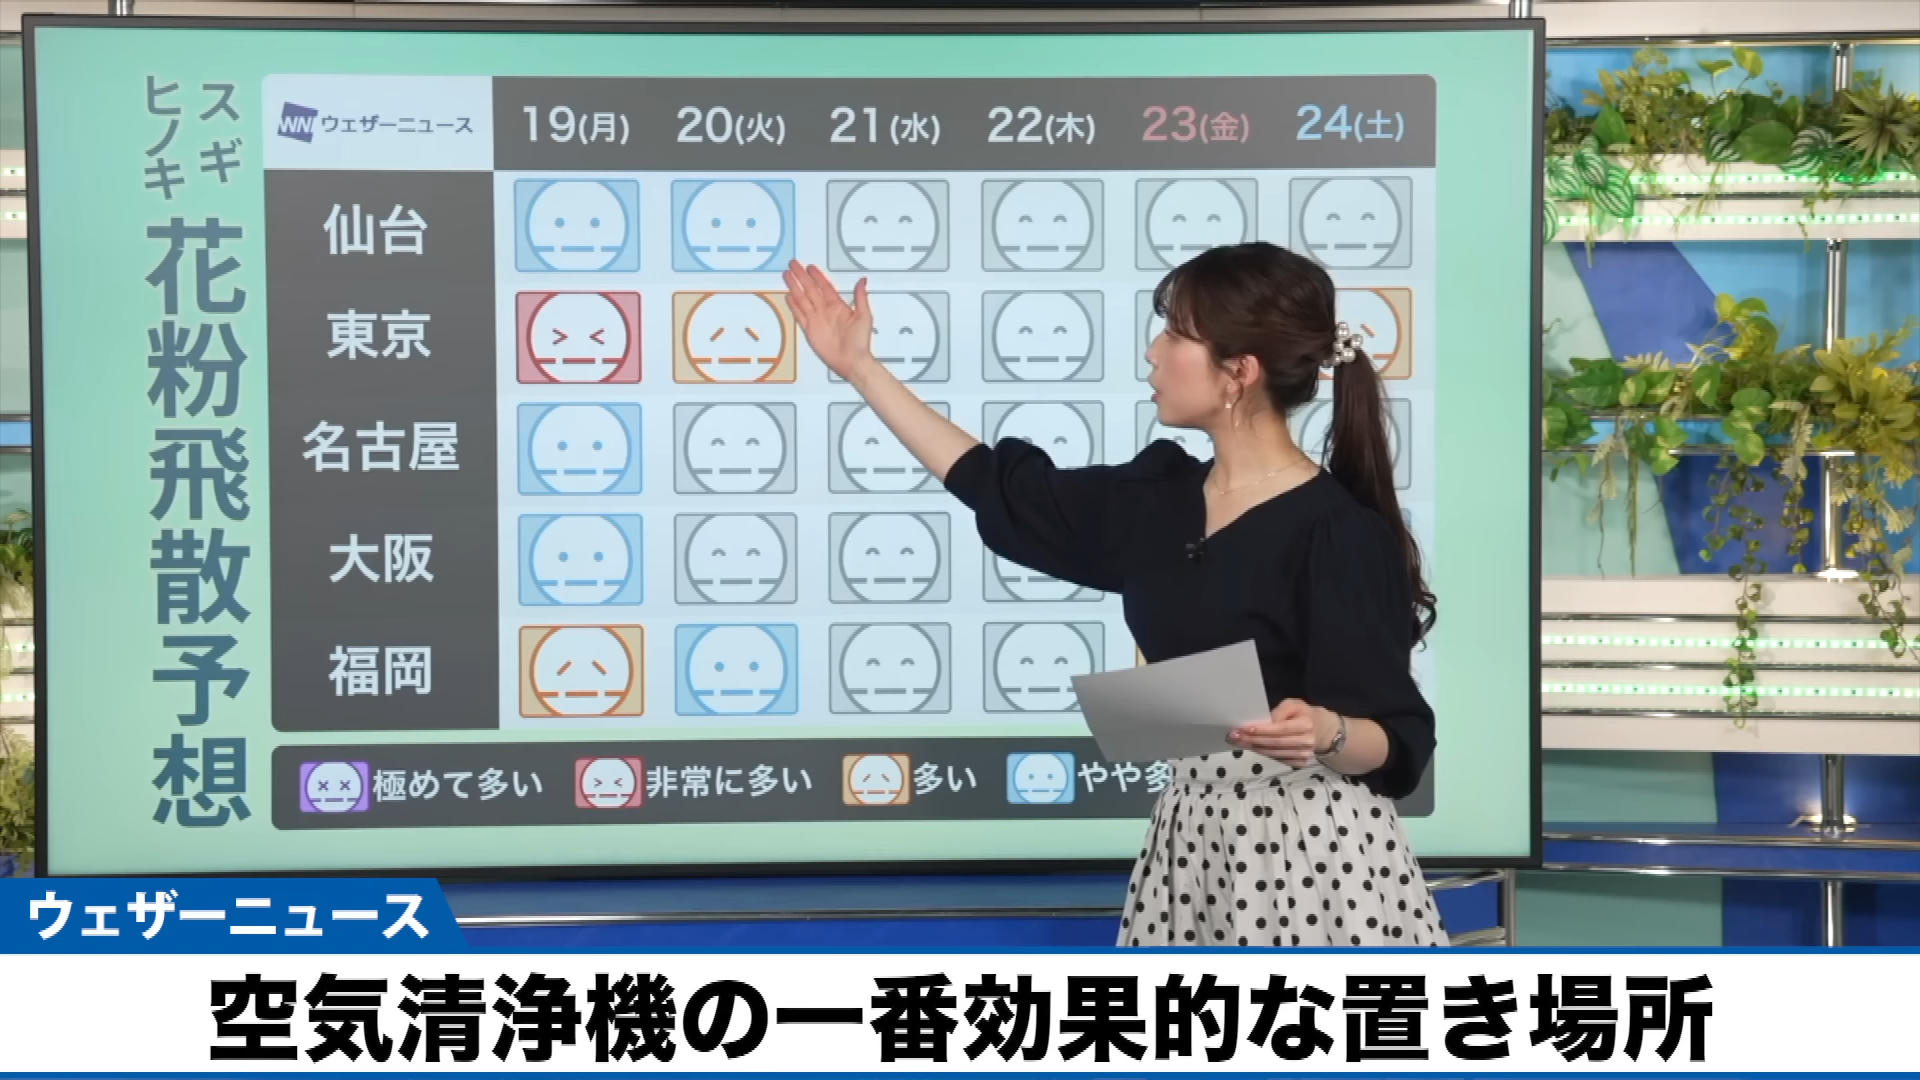 スギ
ヒノキ
花粉飛散予想
WNI ウェザーニュース
19(月) 20(火) 21(水) 22(木) 23(金) 24(土)
仙台
東京
名古屋
大阪
福岡
極めて多い 非常に多い 多い やや多
ウェザーニュース
空気清浄機の一番効果的な置き場所